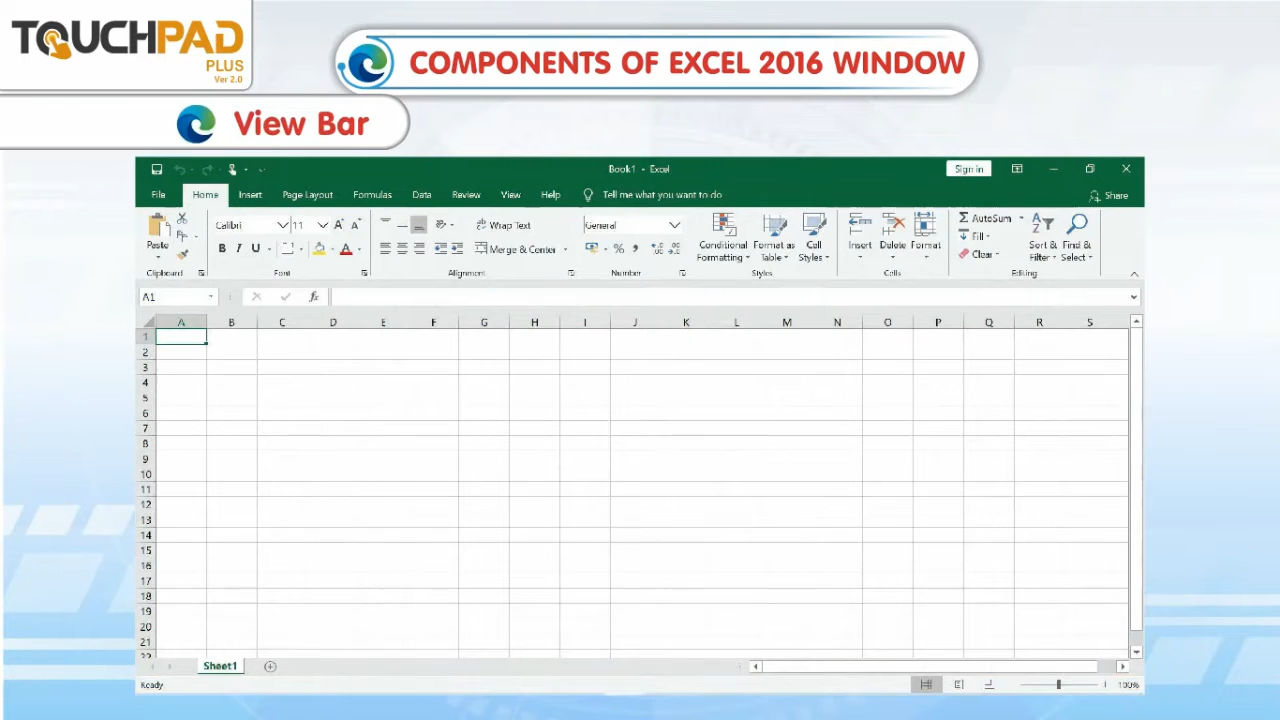 TOUCHPAD
PLUS
Ver 2.0
COMPONENTS OF EXCEL 2016 WINDOW
View Bar
Book1 - Excel
Sign in
File Home Insert Page Layout Formulas Data Review View Help Tell me what you want to do Share
Calibri 11 Wrap Text General AutoSum
Fill
Paste B I U Merge & Center % Conditional Format as Cell Insert Delete Format Sort & Find &
Formatting Table Styles Clear Filter Select
Clipboard Font Alignment Number Styles Cells Editing
A1 fx
A B C D E F G H I J K L M N O P Q R S
1
2
3
4
5
6
7
8
9
10
11
12
13
14
15
16
17
18
19
20
21
22
Sheet1
Ready 100%